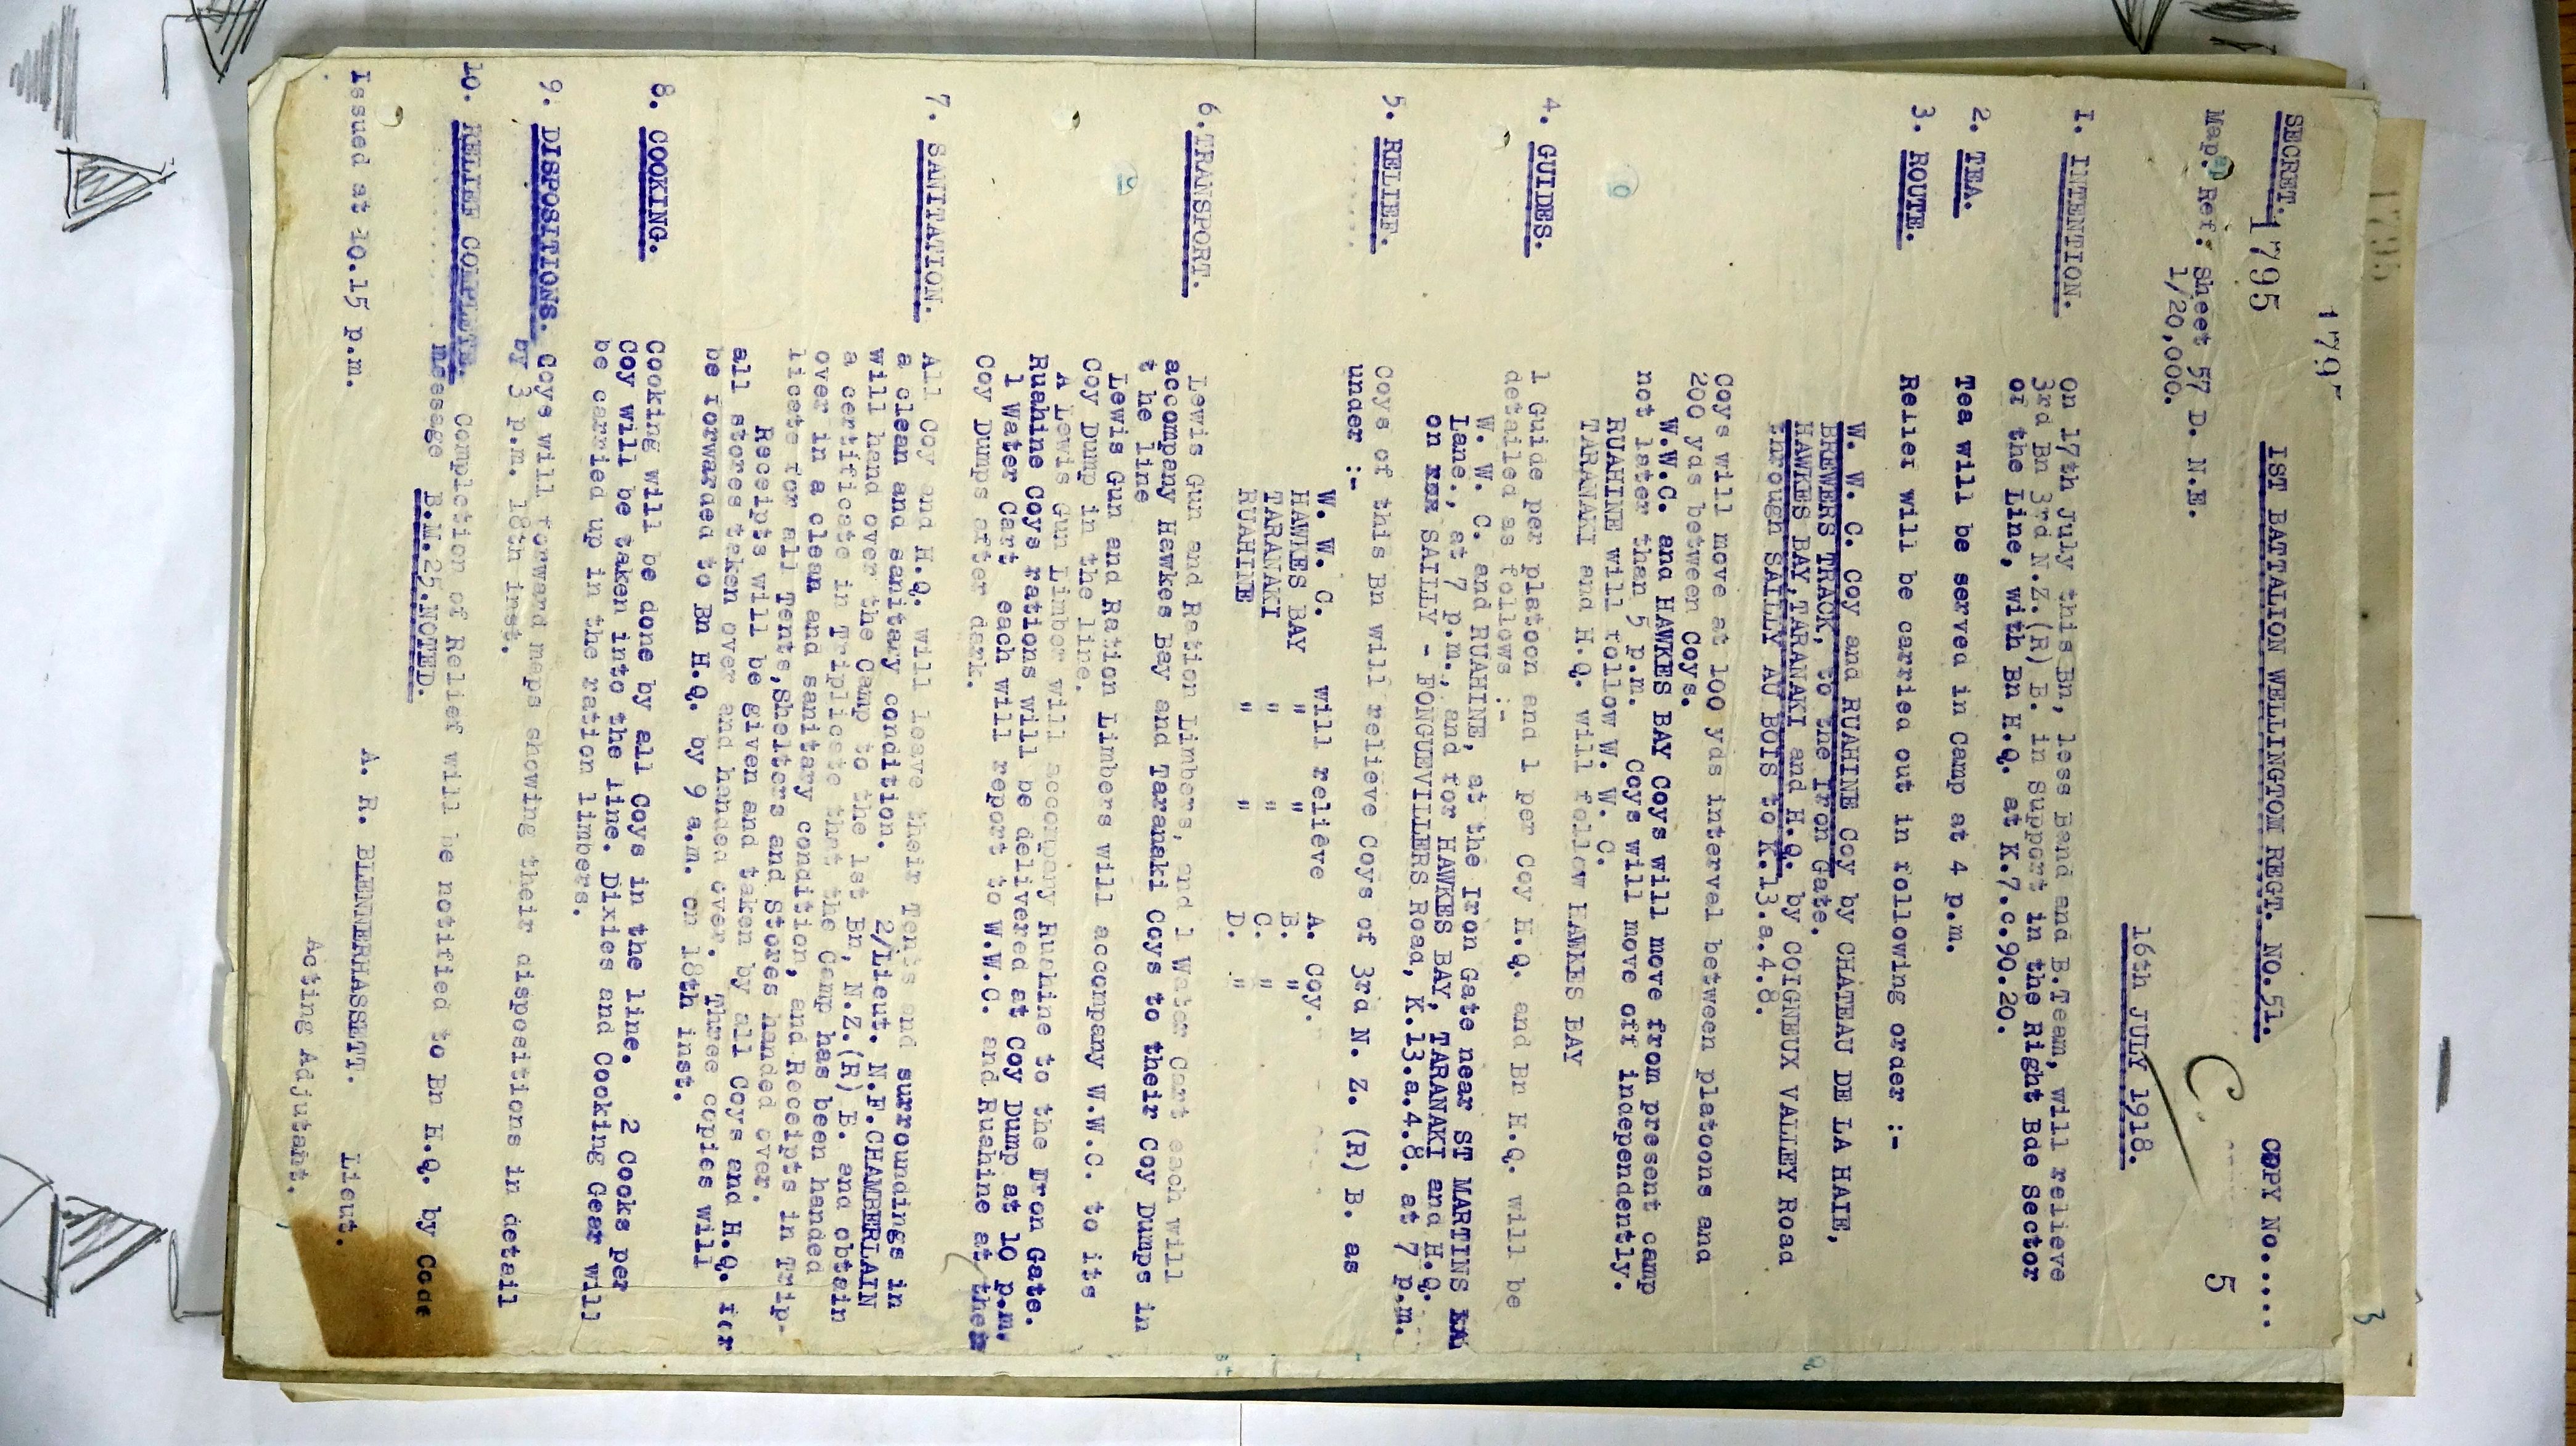 179
SECRET. 1795 1ST BATTALION WELLINGTON REGT. NO.51. COPY No.....
Map. Ref. Sheet 57 D. N.E. C. 5
1/20,000.
16th JULY 1918.
1. INTENTION. On 17th July this Bn, less Band and B.Team, will relieve
3rd Bn 3rd N.Z.(R) B. in Support in the Right Bde Sector
of the Line, with Bn H.Q. at K.7.c.90.20.
2. TEA. Tea will be served in Camp at 4 p.m.
3. ROUTE. Relief will be carried out in following order :-
W. W. C. Coy and RUAHINE Coy by CHATEAU DE LA HAIE,
BREWERS TRACK, to the Iron Gate.
HAWKES BAY,TARANAKI and H.Q. by COIGNEUX VALLEY Road
through SAILLY AU BOIS to K.13.a.4.8.
Coys will move at 100 yds interval between platoons and
200 yds between Coys.
W.W.C. and HAWKES BAY Coys will move from present camp
not later than 5 p.m. Coys will move off independently.
RUAHINE will follow W. W. C.
TARANAKI and H.Q. will follow HAWKES BAY
4. GUIDES. 1 Guide per platoon and 1 per Coy H.Q. and Bn H.Q. will be
detailed as follows :-
W. W. C. and RUAHINE, at the Iron Gate near ST MARTINS
Lane., at 7 p.m., and for HAWKES BAY, TARANAKI and H.Q.
on SAILLY - FONQUEVILLERS Road, K.13.a.4.8. at 7 p.m.
5. RELIEF. Coys of this Bn will relieve Coys of 3rd N. Z. (R) B. as
under :-
W. W. C. will relieve A. Coy.
HAWKES BAY " " B. "
TARANAKI " " C. "
RUAHINE " " D. "
6.TRANSPORT. Lewis Gun and Ration Limbers, and 1 Water Cart each will
accompany Hawkes Bay and Taranaki Coys to their Coy Dumps in
t he line
Lewis Gun and Ration Limbers will accompany W.W.C. to its
Coy Dump in the line.
A Lewis Gun Limber will accompany Ruahine to the Iron Gate.
Ruahine Coys rations will be delivered at Coy Dump at 10 p.m.
1 Water Cart each will report to W.W.C. and Ruahine at their
Coy Dumps after dark.
7. SANITATION. All Coy and H.Q. will leave their Tents and surroundings in
a clean and sanitary condition. 2/Lieut. N.F.CHAMBERLAIN
will hand over the Camp to the 1st Bn, N.Z.(R) B. and obtain
a certificate in Triplicate that the Camp has been handed
over in a clean and sanitary condition, and Receipts in Trip-
licate for all Tents,Shelters and Stores handed over.
Receipts will be given and taken by all Coys and H.Q. for
all stores taken over and handed over. Three copies will
be forwarded to Bn H.Q. by 9 a.m. on 18th inst.
8. COOKING. Cooking will be done by all Coys in the line. 2 Cooks per
Coy will be taken into the line. Dixies and Cooking Gear will
be carried up in the ration limbers.
9. DISPOSITIONS. Coys will forward maps showing their dispositions in detail
by 3 p.m. 18th inst.
10. RELIEF COMPLETE. Completion of Relief will be notified to Bn H.Q. by Code
message B.M.25.NOTED.
Issued at 10.15 p.m. A. R. BLENNERHASSETT. Lieut.
Acting Adjutant.